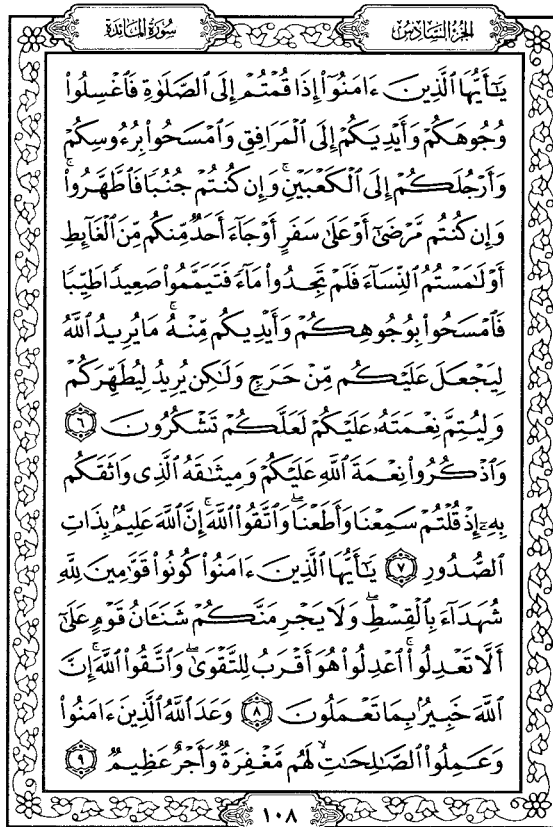 سُورَةُ المَائدة
الجزء السّادس
يَٰٓأَيُّهَا ٱلَّذِينَ ءَامَنُوٓا۟ إِذَا قُمْتُمْ إِلَى ٱلصَّلَوٰةِ فَٱغْسِلُوا۟
وُجُوهَكُمْ وَأَيْدِيَكُمْ إِلَى ٱلْمَرَافِقِ وَٱمْسَحُوا۟ بِرُءُوسِكُمْ
وَأَرْجُلَكُمْ إِلَى ٱلْكَعْبَيْنِ ۚ وَإِن كُنتُمْ جُنُبًا فَٱطَّهَّرُوا۟ ۚ
وَإِن كُنتُم مَّرْضَىٰٓ أَوْ عَلَىٰ سَفَرٍ أَوْ جَآءَ أَحَدٌ مِّنكُم مِّنَ ٱلْغَآئِطِ
أَوْ لَٰمَسْتُمُ ٱلنِّسَآءَ فَلَمْ تَجِدُوا۟ مَآءً فَتَيَمَّمُوا۟ صَعِيدًا طَيِّبًا
فَٱمْسَحُوا۟ بِوُجُوهِكُمْ وَأَيْدِيكُم مِّنْهُ ۚ مَا يُرِيدُ ٱللَّهُ
لِيَجْعَلَ عَلَيْكُم مِّنْ حَرَجٍ وَلَٰكِن يُرِيدُ لِيُطَهِّرَكُمْ
وَلِيُتِمَّ نِعْمَتَهُۥ عَلَيْكُمْ لَعَلَّكُمْ تَشْكُرُونَ ٦
وَٱذْكُرُوا۟ نِعْمَةَ ٱللَّهِ عَلَيْكُمْ وَمِيثَٰقَهُ ٱلَّذِى وَاثَقَكُم
بِهِۦٓ إِذْ قُلْتُمْ سَمِعْنَا وَأَطَعْنَا ۖ وَٱتَّقُوا۟ ٱللَّهَ ۚ إِنَّ ٱللَّهَ عَلِيمٌۢ بِذَاتِ
ٱلصُّدُورِ ٧ يَٰٓأَيُّهَا ٱلَّذِينَ ءَامَنُوا۟ كُونُوا۟ قَوَّٰمِينَ لِلَّهِ
شُهَدَآءَ بِٱلْقِسْطِ ۖ وَلَا يَجْرِمَنَّكُمْ شَنَـَٔانُ قَوْمٍ عَلَىٰٓ
أَلَّا تَعْدِلُوا۟ ۚ ٱعْدِلُوا۟ هُوَ أَقْرَبُ لِلتَّقْوَىٰ ۖ وَٱتَّقُوا۟ ٱللَّهَ ۚ إِنَّ
ٱللَّهَ خَبِيرٌۢ بِمَا تَعْمَلُونَ ٨ وَعَدَ ٱللَّهُ ٱلَّذِينَ ءَامَنُوا۟
وَعَمِلُوا۟ ٱلصَّٰلِحَٰتِ ۙ لَهُم مَّغْفِرَةٌ وَأَجْرٌ عَظِيمٌ ٩
١٠٨